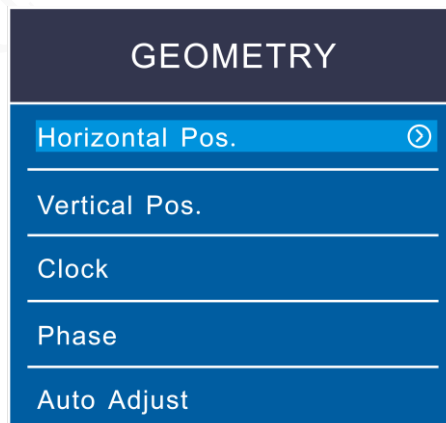 GEOMETRY
Horizontal Pos.
Vertical Pos.
Clock
Phase
Auto Adjust